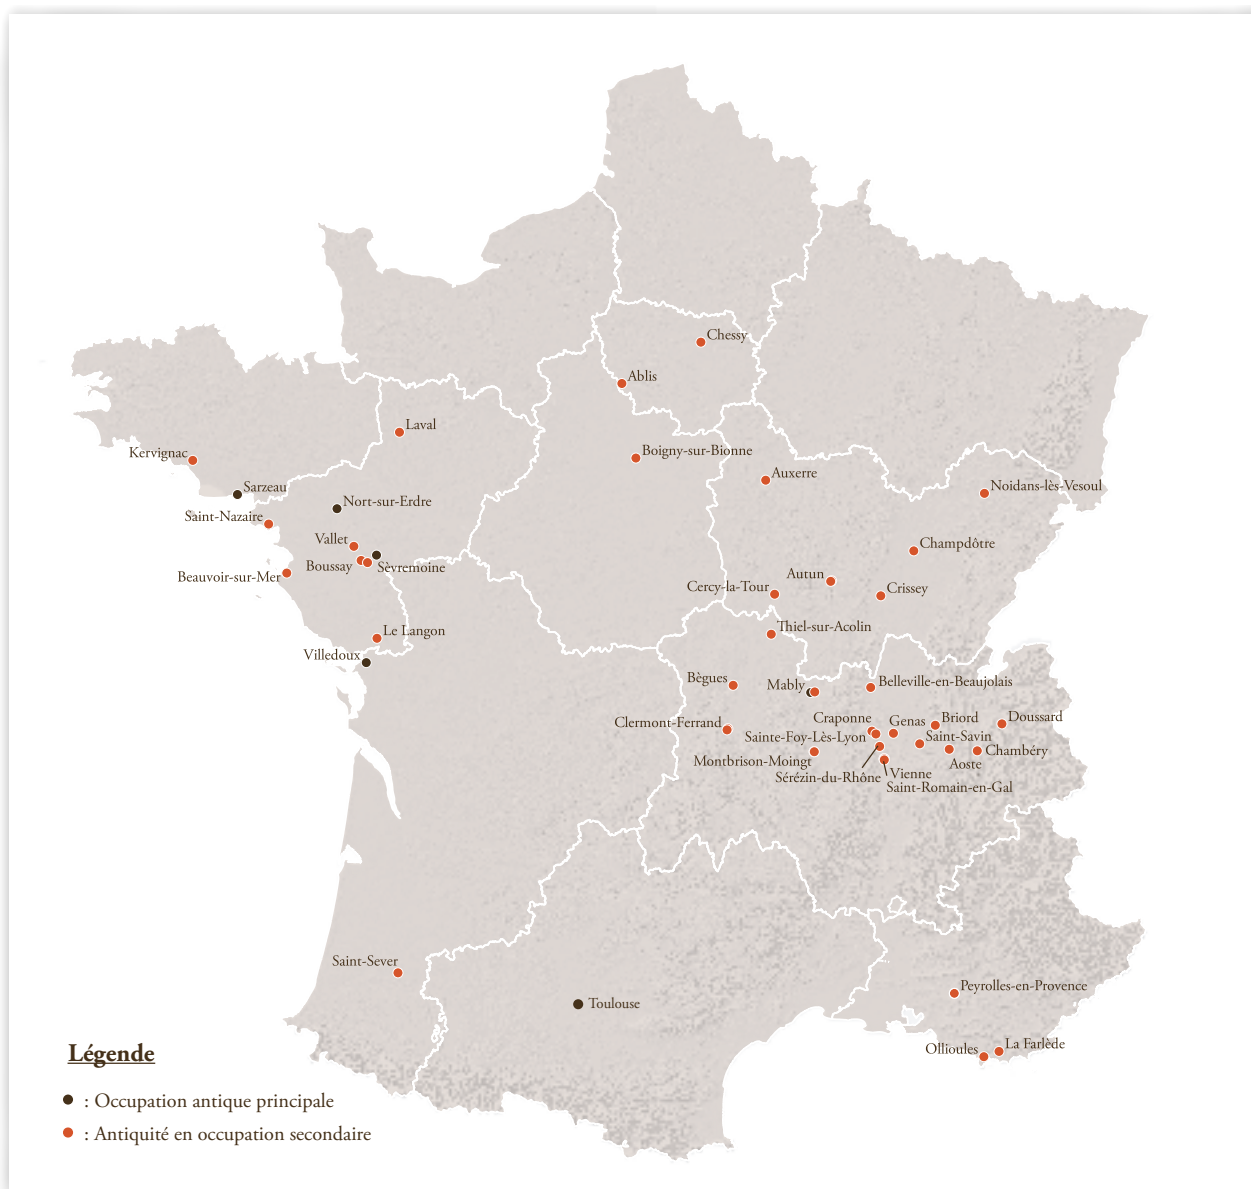 Chessy
Ablis
Laval
Boigny-sur-Bionne
Kervignac
Auxerre
Sarzeau
Noidans-lès-Vesoul
Nort-sur-Erdre
Saint-Nazaire
Vallet
Champdôtre
Boussay
Sèvremoine
Beauvoir-sur-Mer
Autun
Cercy-la-Tour
Crissey
Le Langon
Thiel-sur-Acolin
Villedoux
Bègues
Mably
Belleville-en-Beaujolais
Clermont-Ferrand
Craponne
Genas
Briord
Doussard
Sainte-Foy-Lès-Lyon
Saint-Savin
Montbrison-Moingt
Chambéry
Aoste
Sérézin-du-Rhône
Vienne
Saint-Romain-en-Gal
Saint-Sever
Peyrolles-en-Provence
Toulouse
Ollioules
La Farlède
Légende
: Occupation antique principale
: Antiquité en occupation secondaire